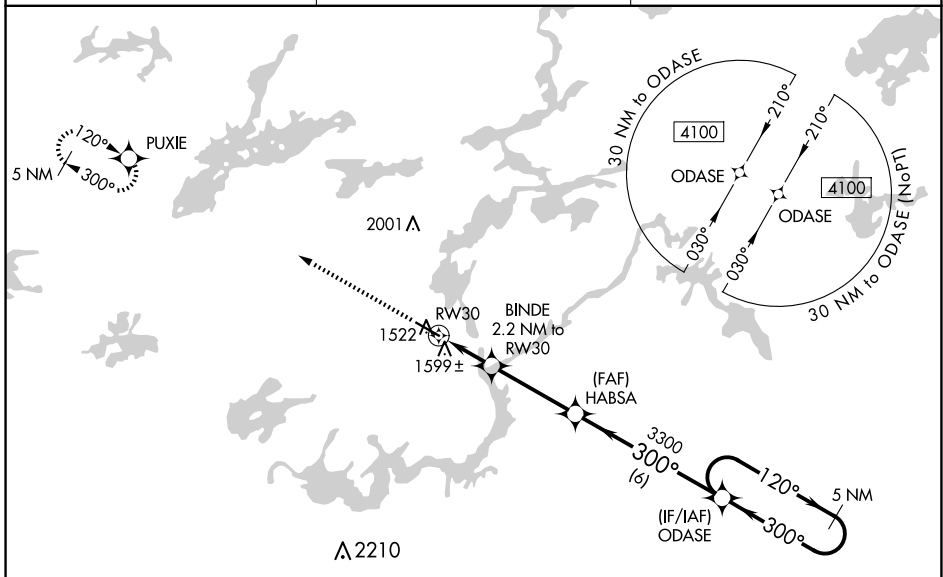 30 NM to ODASE
210°
4100
ODASE
030°
210°
4100
ODASE
030°
30 NM to ODASE (NoPT)
120°
PUXIE
5 NM
300°
2001
RW30
1522
1599 ±
BINDE
2.2 NM to
RW30
(FAF)
HABSA
3300
300°
(6)
120°
5 NM
300°
(IF/IAF)
ODASE
2210